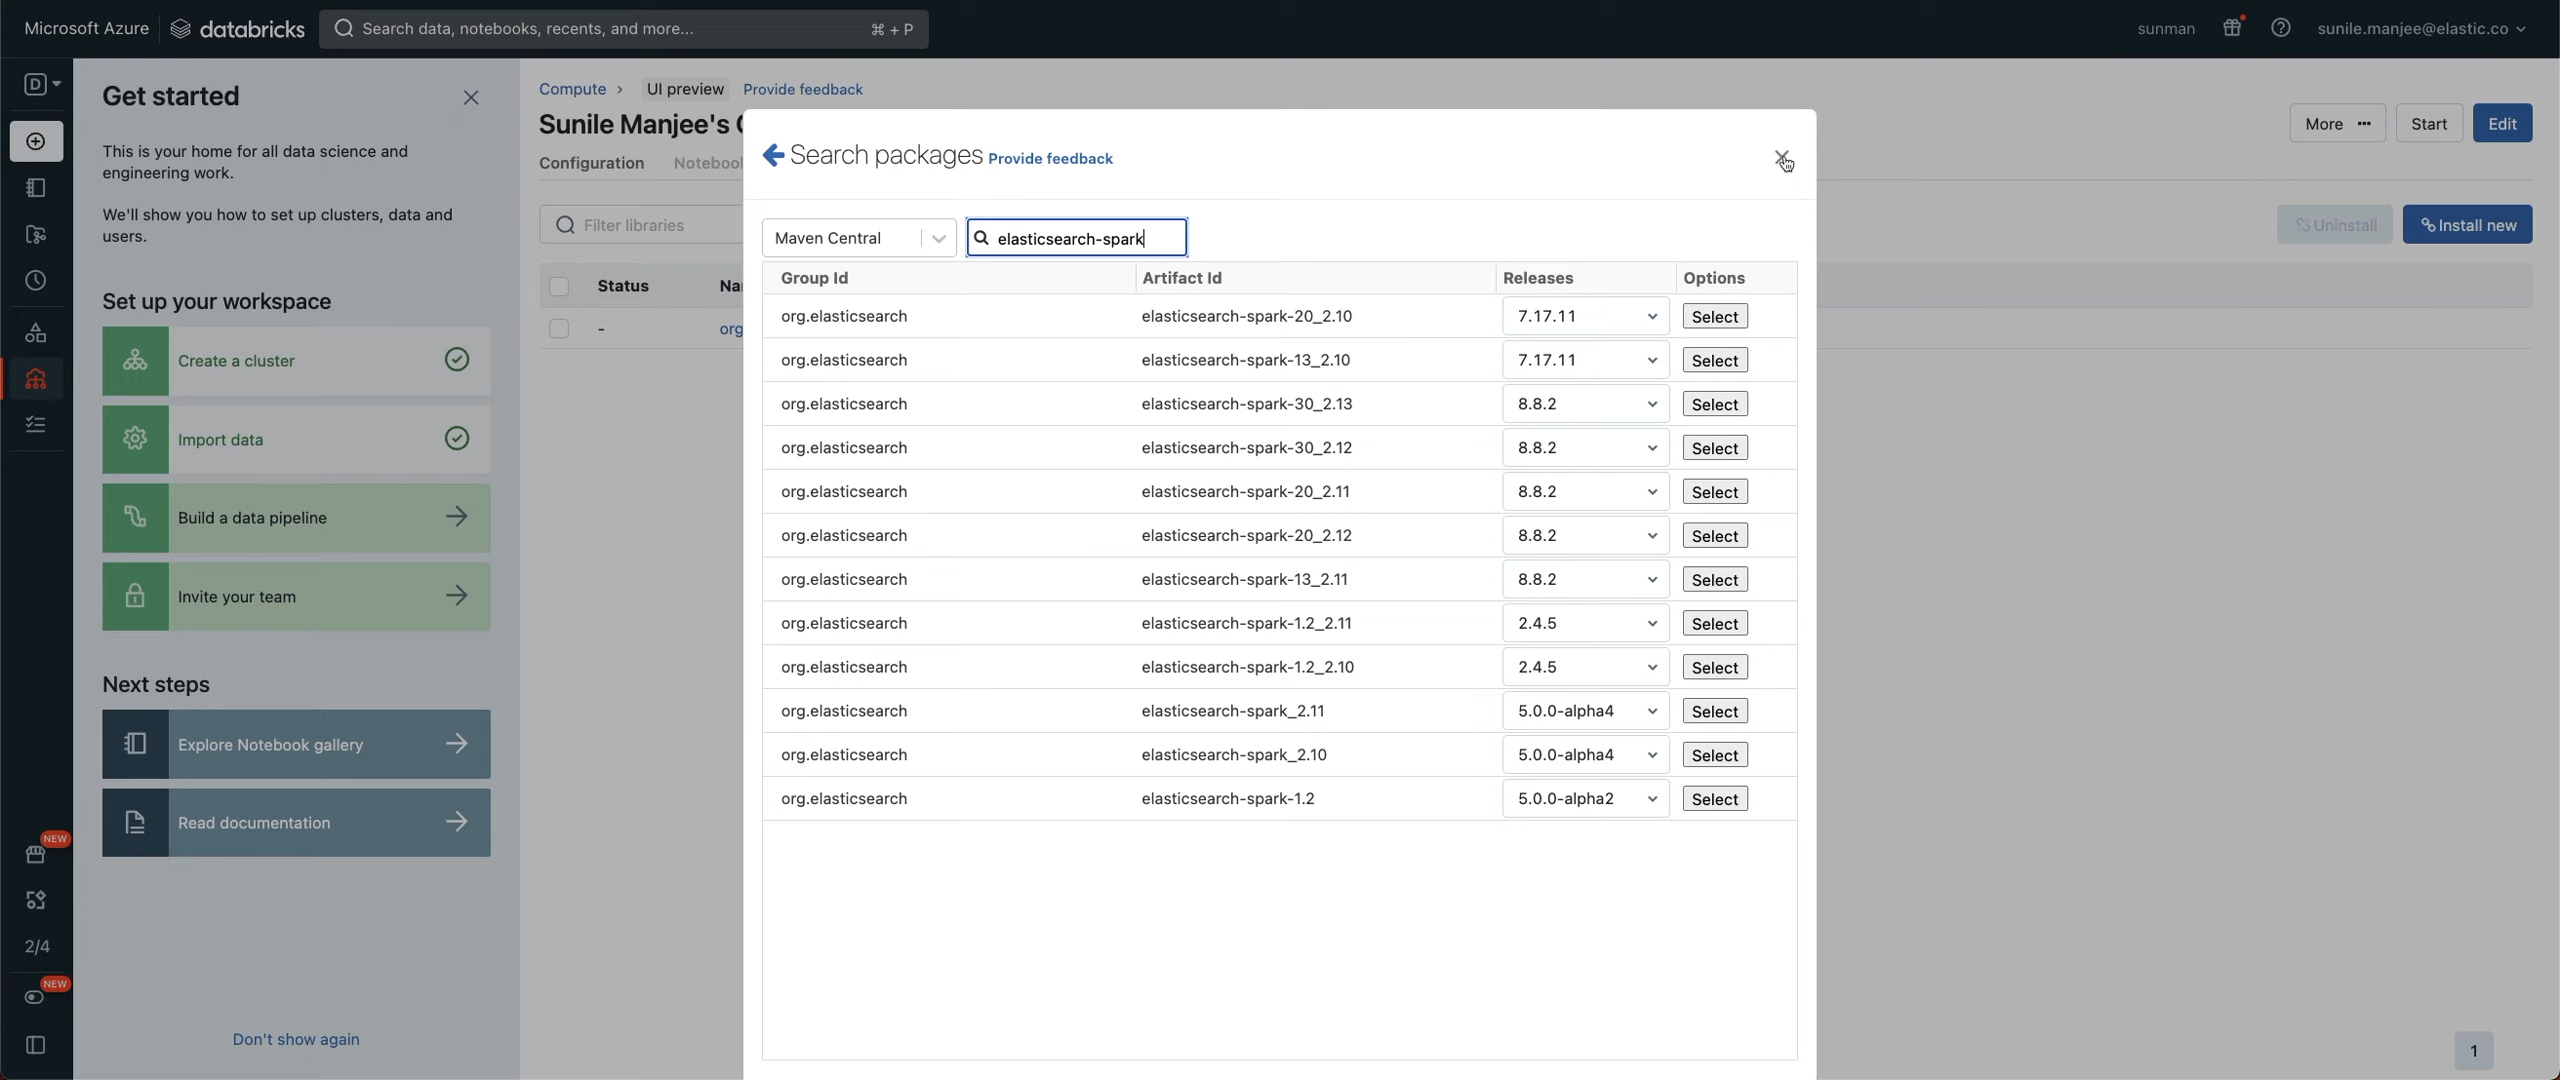 Microsoft Azure
databricks
Search data, notebooks, recents, and more...
⌘ + P
sunman
sunile.manjee@elastic.co
D
Get started
This is your home for all data science and
engineering work.
We'll show you how to set up clusters, data and
users.
Set up your workspace
Create a cluster
Import data
Build a data pipeline
Invite your team
Next steps
Explore Notebook gallery
Read documentation
Don't show again
NEW
2/4
NEW
Compute ›
UI preview
Provide feedback
Sunile Manjee's
More
Start
Edit
Configuration
Filter libraries
Uninstall
Install new
Status
-
org
1
Search packages Provide feedback
Maven Central
elasticsearch-spark
Group Id Artifact Id Releases Options
org.elasticsearch elasticsearch-spark-20_2.10 7.17.11 Select
org.elasticsearch elasticsearch-spark-13_2.10 7.17.11 Select
org.elasticsearch elasticsearch-spark-30_2.13 8.8.2 Select
org.elasticsearch elasticsearch-spark-30_2.12 8.8.2 Select
org.elasticsearch elasticsearch-spark-20_2.11 8.8.2 Select
org.elasticsearch elasticsearch-spark-20_2.12 8.8.2 Select
org.elasticsearch elasticsearch-spark-13_2.11 8.8.2 Select
org.elasticsearch elasticsearch-spark-1.2_2.11 2.4.5 Select
org.elasticsearch elasticsearch-spark-1.2_2.10 2.4.5 Select
org.elasticsearch elasticsearch-spark_2.11 5.0.0-alpha4 Select
org.elasticsearch elasticsearch-spark_2.10 5.0.0-alpha4 Select
org.elasticsearch elasticsearch-spark-1.2 5.0.0-alpha2 Select